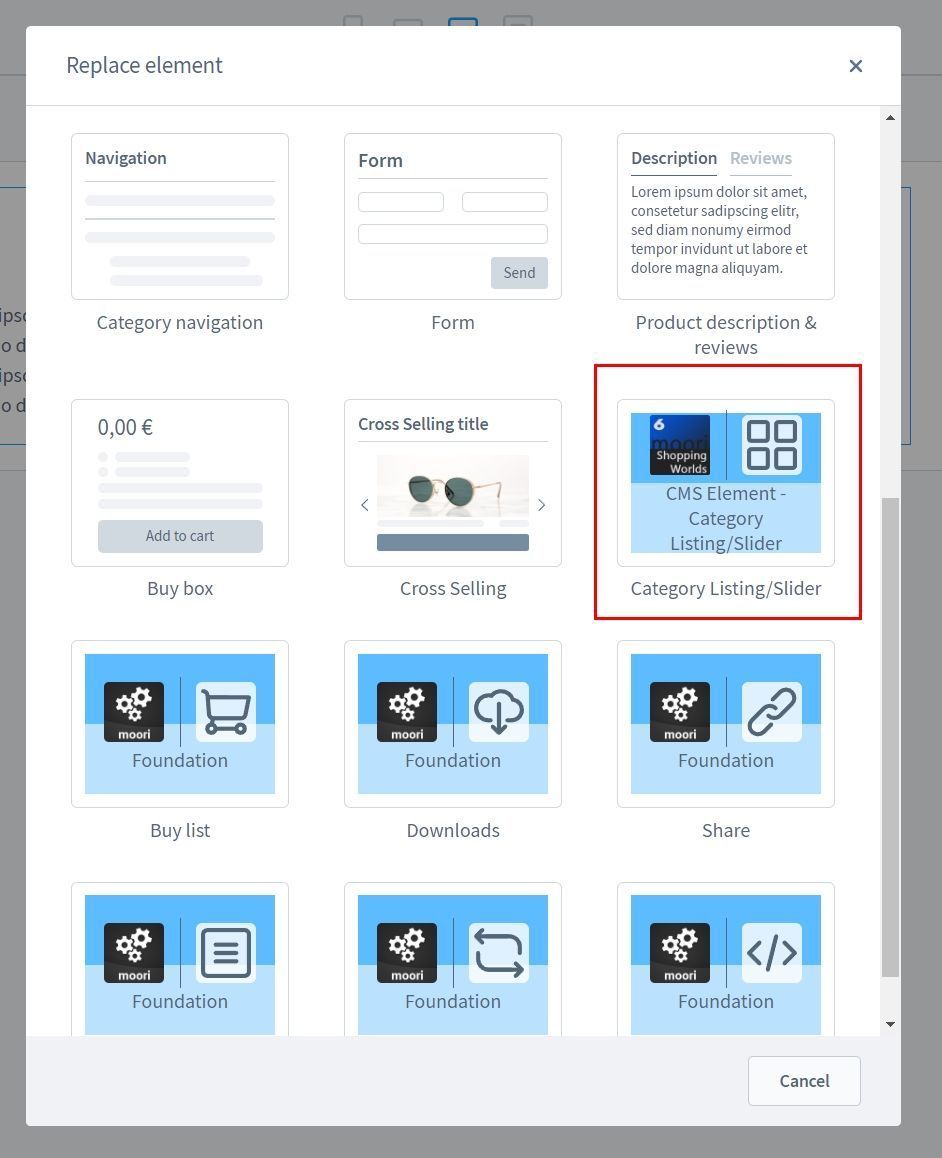 Replace element
Navigation
Category navigation
Form
Send
Form
Description Reviews
Lorem ipsum dolor sit amet,
consetetur sadipscing elitr,
sed diam nonumy eirmod
tempor invidunt ut labore et
dolore magna aliquyam.
Product description &
reviews
ipso
o d
ipso
o d
0,00 €
Add to cart
Buy box
Cross Selling title
Cross Selling
6
moori
Shopping
Worlds
CMS Element -
Category
Listing/Slider
Category Listing/Slider
moori
Foundation
Buy list
moori
Foundation
Downloads
moori
Foundation
Share
moori
Foundation
moori
Foundation
moori
Foundation
Cancel